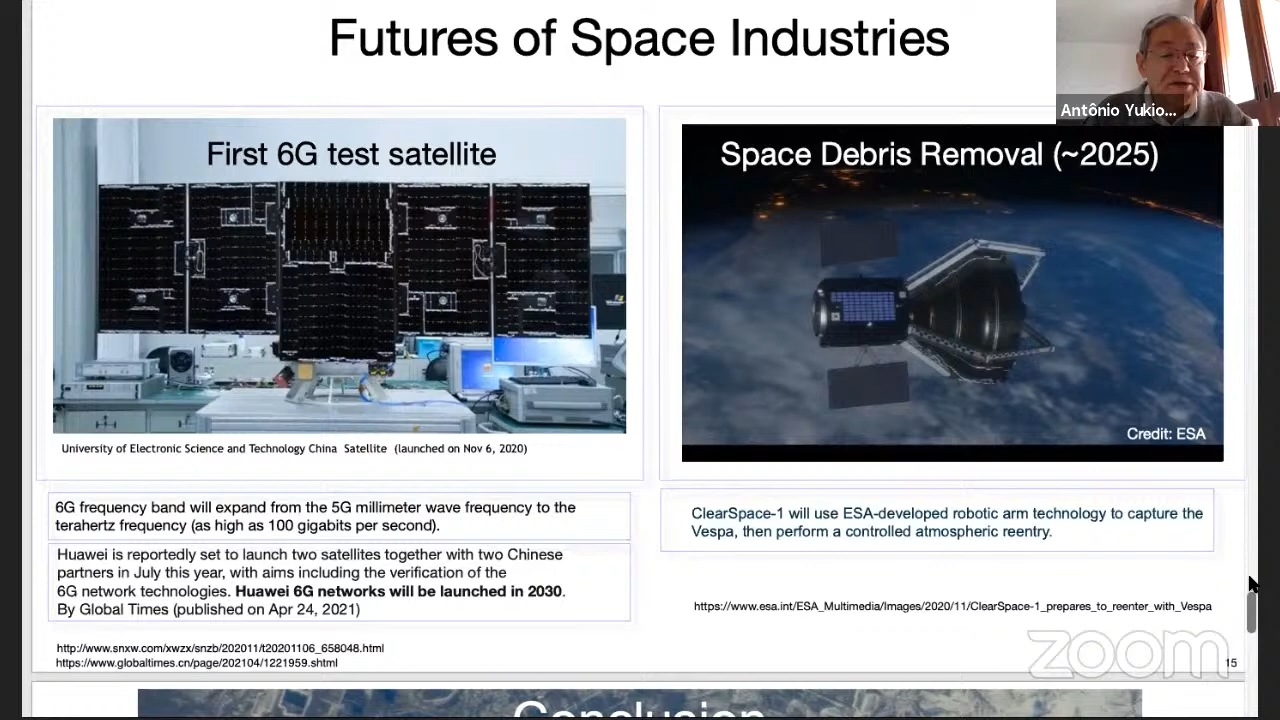 Futures of Space Industries
Antônio Yukio...
First 6G test satellite
University of Electronic Science and Technology China Satellite (launched on Nov 6, 2020)
6G frequency band will expand from the 5G millimeter wave frequency to the
terahertz frequency (as high as 100 gigabits per second).
Huawei is reportedly set to launch two satellites together with two Chinese
partners in July this year, with aims including the verification of the
6G network technologies. Huawei 6G networks will be launched in 2030.
By Global Times (published on Apr 24, 2021)
http://www.snxw.com/xwzx/snzb/202011/t20201106_658048.html
https://www.globaltimes.cn/page/202104/1221959.shtml
Space Debris Removal (~2025)
Credit: ESA
ClearSpace-1 will use ESA-developed robotic arm technology to capture the
Vespa, then perform a controlled atmospheric reentry.
https://www.esa.int/ESA_Multimedia/Images/2020/11/ClearSpace-1_prepares_to_reenter_with_Vespa
zoom
15
Conclusion